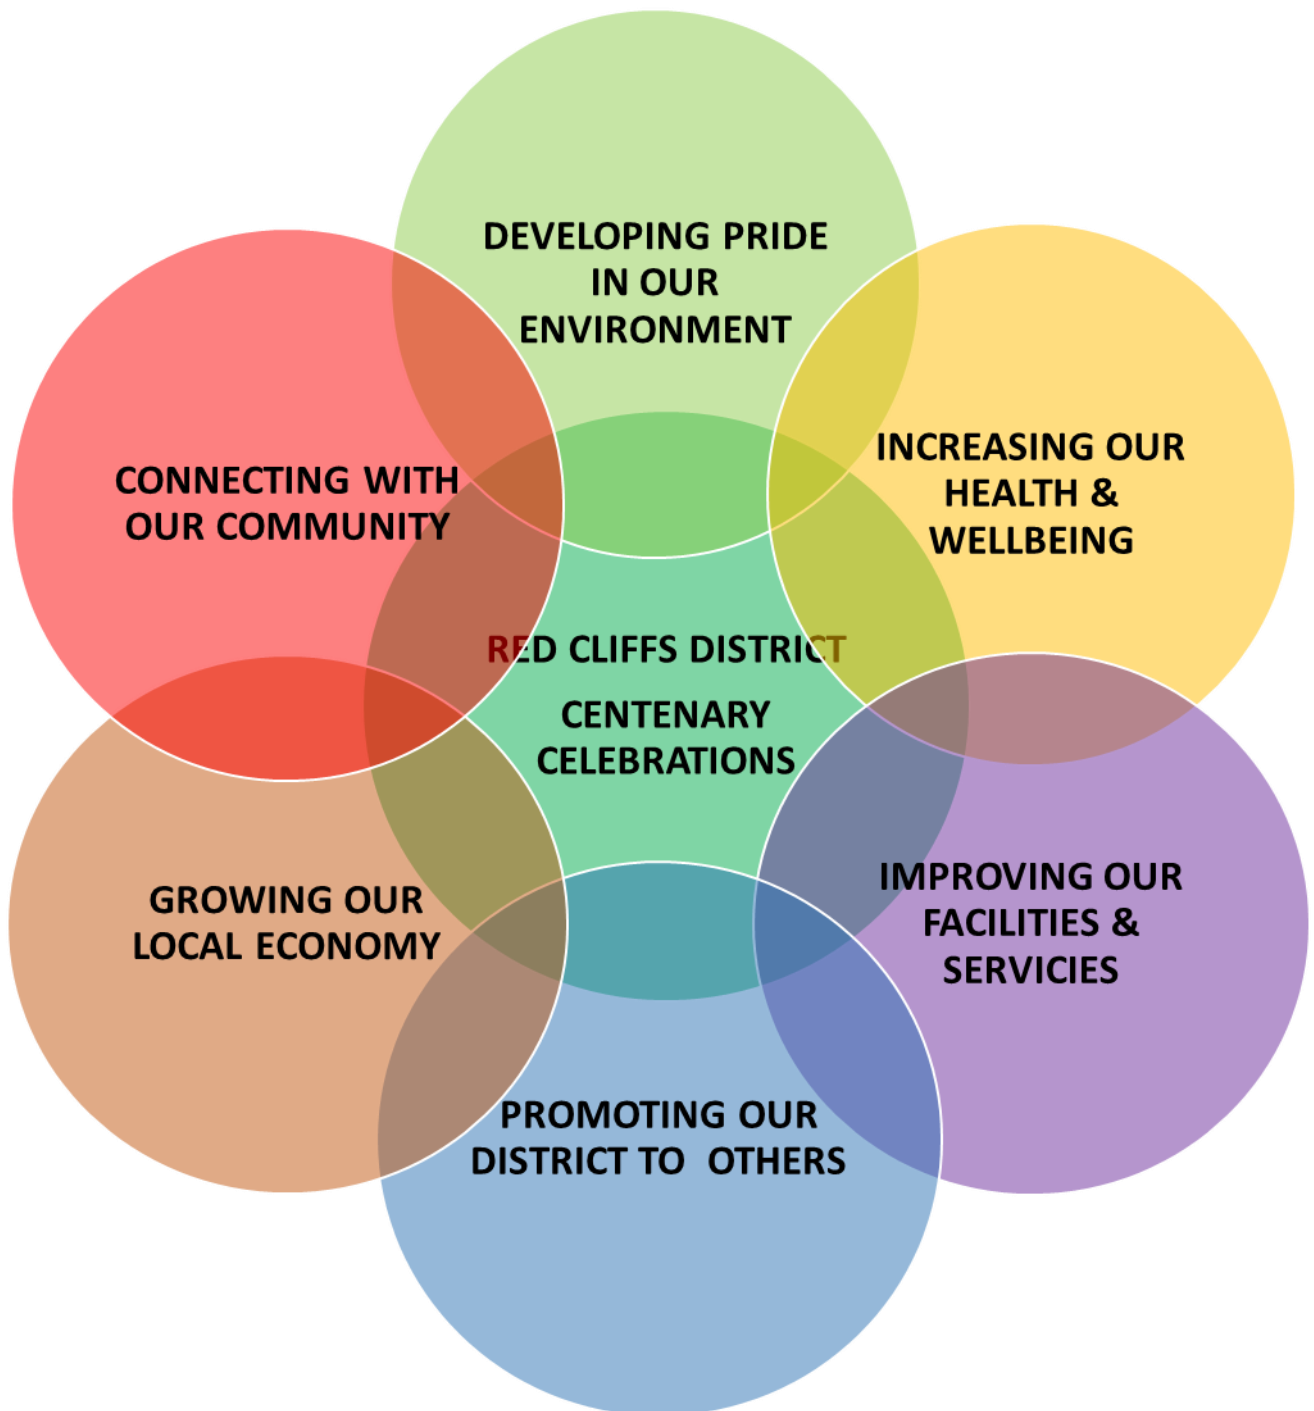 DEVELOPING PRIDE
IN OUR
ENVIRONMENT
INCREASING OUR
HEALTH &
WELLBEING
CONNECTING WITH
OUR COMMUNITY
RED CLIFFS DISTRICT
CENTENARY
CELEBRATIONS
IMPROVING OUR
FACILITIES &
SERVICIES
GROWING OUR
LOCAL ECONOMY
PROMOTING OUR
DISTRICT TO  OTHERS